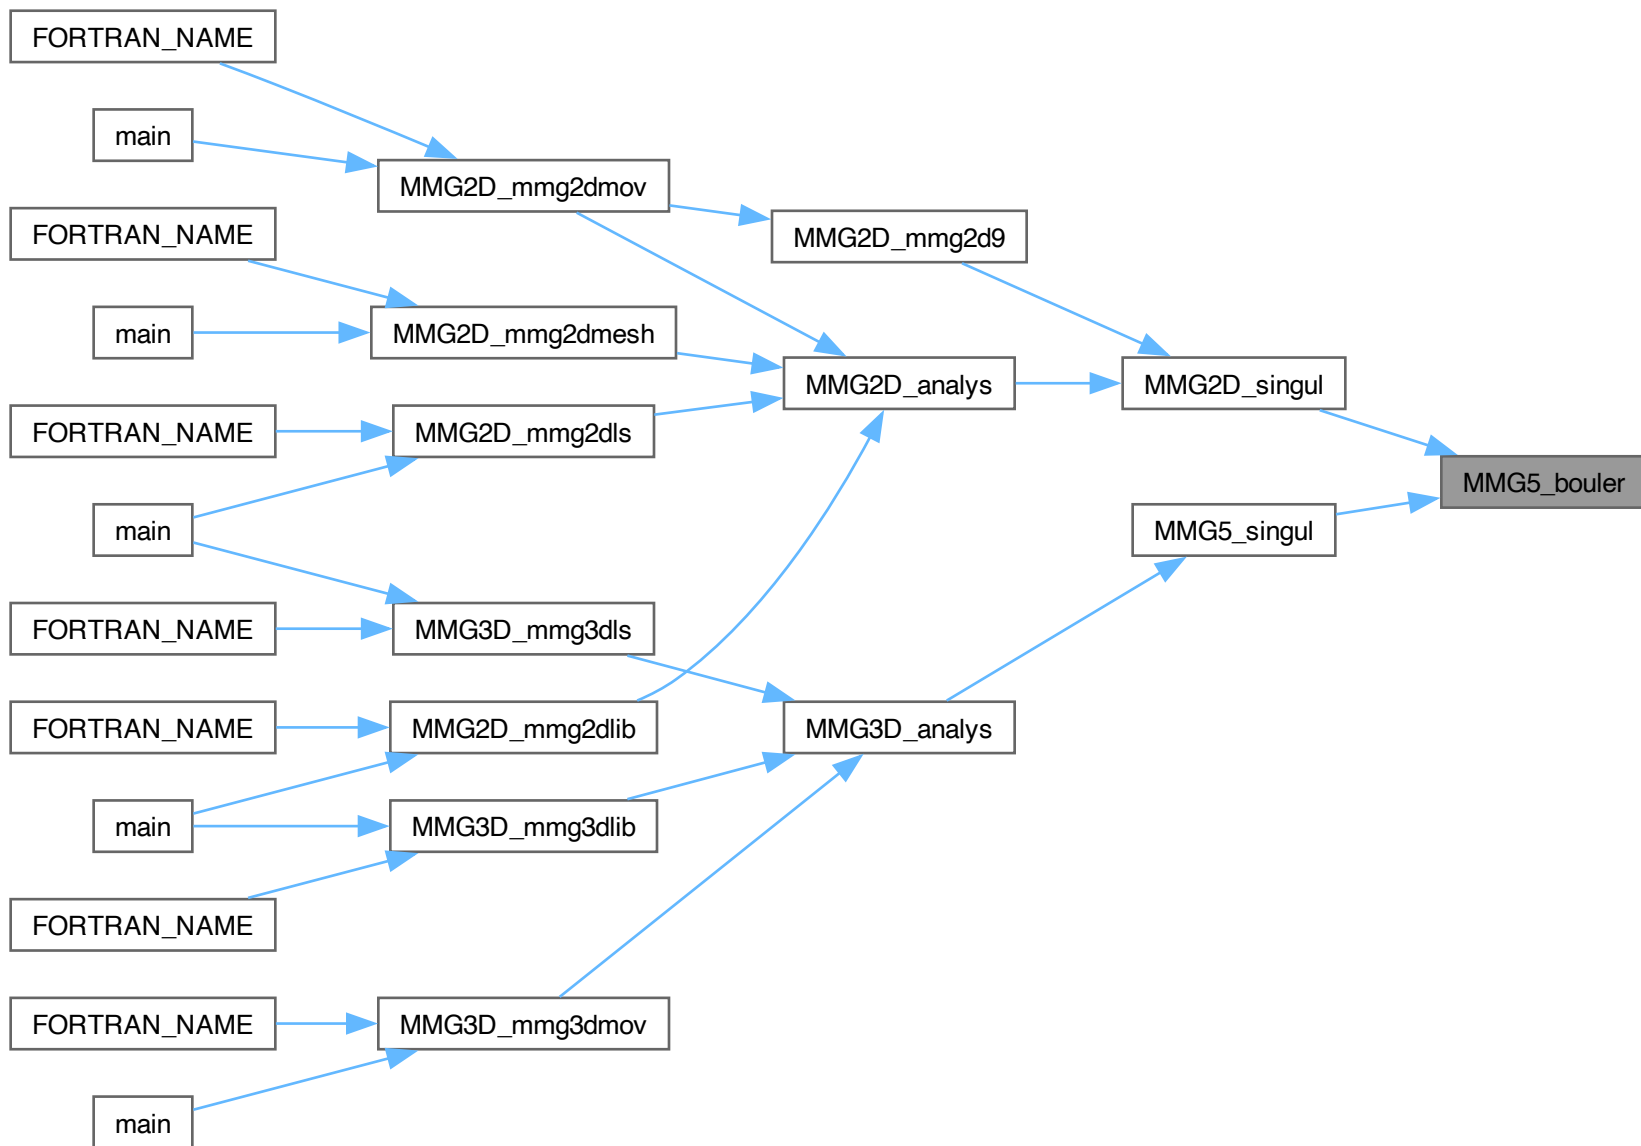 FORTRAN_NAME
main
MMG2D_mmg2dmov
FORTRAN_NAME
MMG2D_mmg2d9
main
MMG2D_mmg2dmesh
MMG2D_analys
MMG2D_singul
FORTRAN_NAME
MMG2D_mmg2dls
MMG5_bouler
main
MMG5_singul
FORTRAN_NAME
MMG3D_mmg3dls
FORTRAN_NAME
MMG2D_mmg2dlib
MMG3D_analys
main
MMG3D_mmg3dlib
FORTRAN_NAME
FORTRAN_NAME
MMG3D_mmg3dmov
main